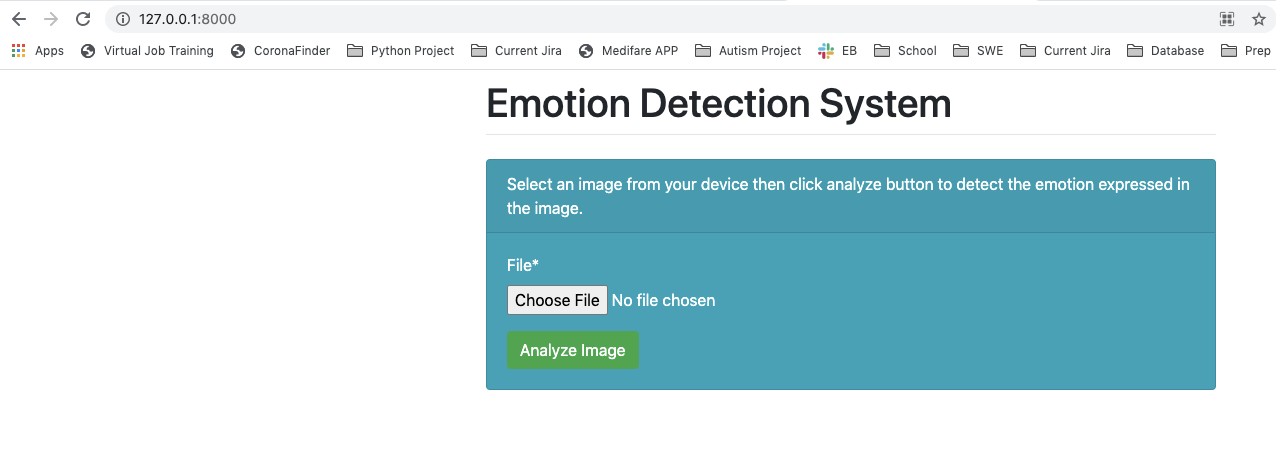 127.0.0.1:8000
Apps Virtual Job Training CoronaFinder Python Project Current Jira Medifare APP Autism Project EB School SWE Current Jira Database Prep
Emotion Detection System
Select an image from your device then click analyze button to detect the emotion expressed in
the image.
File*
Choose File No file chosen
Analyze Image